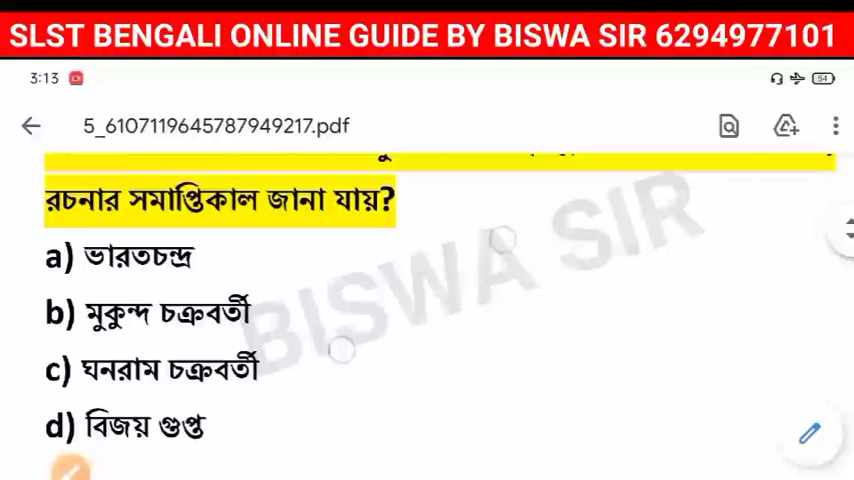 SLST BENGALI ONLINE GUIDE BY BISWA SIR 6294977101
3:13
54
5_6107119645787949217.pdf
রচনার সমাপ্তিকাল জানা যায়?
a) ভারতচন্দ্র
b) মুকুন্দ চক্রবর্তী
c) ঘনরাম চক্রবর্তী
d) বিজয় গুপ্ত
BISWA SIR